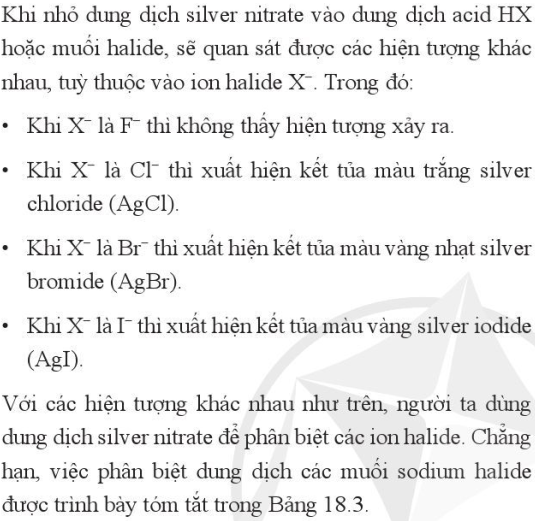 Khi nhỏ dung dịch silver nitrate vào dung dịch acid HX
hoặc muối halide, sẽ quan sát được các hiện tượng khác
nhau, tuỳ thuộc vào ion halide X⁻. Trong đó:
• Khi X⁻ là F⁻ thì không thấy hiện tượng xảy ra.
• Khi X⁻ là Cl⁻ thì xuất hiện kết tủa màu trắng silver
chloride (AgCl).
• Khi X⁻ là Br⁻ thì xuất hiện kết tủa màu vàng nhạt silver
bromide (AgBr).
• Khi X⁻ là I⁻ thì xuất hiện kết tủa màu vàng silver iodide
(AgI).
Với các hiện tượng khác nhau như trên, người ta dùng
dung dịch silver nitrate để phân biệt các ion halide. Chẳng
hạn, việc phân biệt dung dịch các muối sodium halide
được trình bày tóm tắt trong Bảng 18.3.